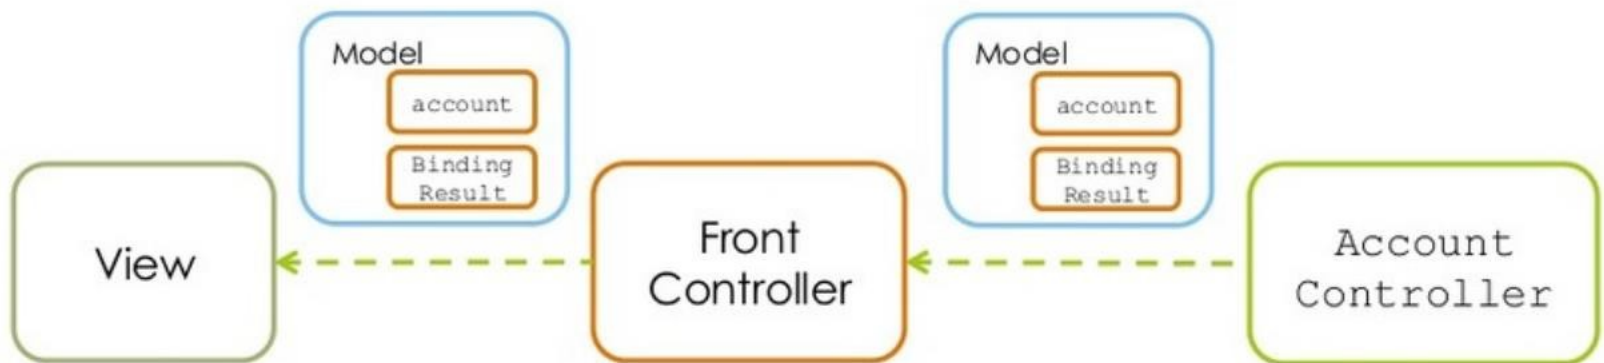 Model
account
Binding
Result
Model
account
Binding
Result
View
Front
Controller
Account
Controller